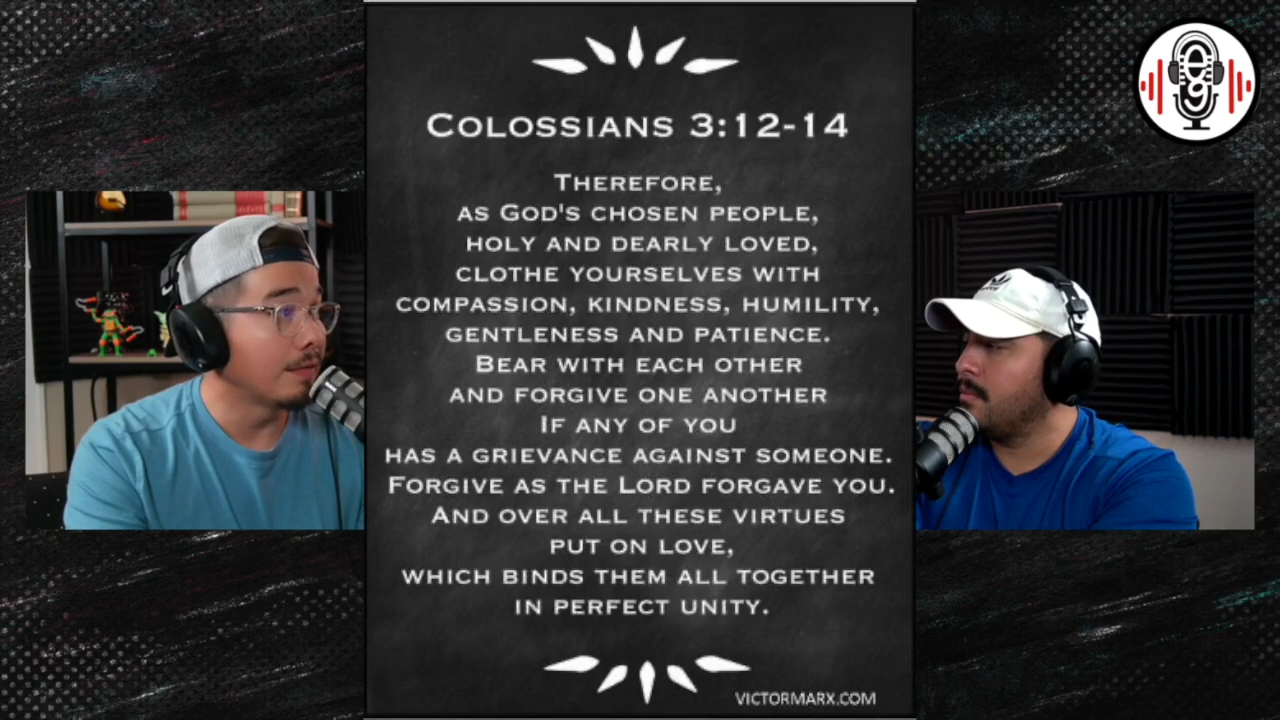 eg
COLOSSIANS 3:12-14
THEREFORE,
AS GOD'S CHOSEN PEOPLE,
HOLY AND DEARLY LOVED,
CLOTHE YOURSELVES WITH
COMPASSION, KINDNESS, HUMILITY,
GENTLENESS AND PATIENCE.
BEAR WITH EACH OTHER
AND FORGIVE ONE ANOTHER
IF ANY OF YOU
HAS A GRIEVANCE AGAINST SOMEONE.
FORGIVE AS THE LORD FORGAVE YOU.
AND OVER ALL THESE VIRTUES
PUT ON LOVE,
WHICH BINDS THEM ALL TOGETHER
IN PERFECT UNITY.
VICTORMARX.COM